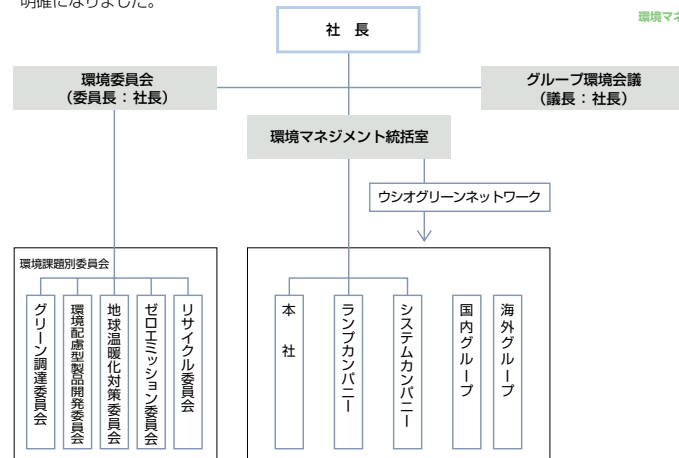 明確になりました。
環境マネ
社 長
環境委員会
（委員長：社長）
グループ環境会議
（議長：社長）
環境マネジメント統括室
ウシオグリーンネットワーク
環境課題別委員会
グリーン調達委員会
環境配慮型製品開発委員会
地球温暖化対策委員会
ゼロエミッション委員会
リサイクル委員会
本 社
ランプカンパニー
システムカンパニー
国内グループ
海外グループ